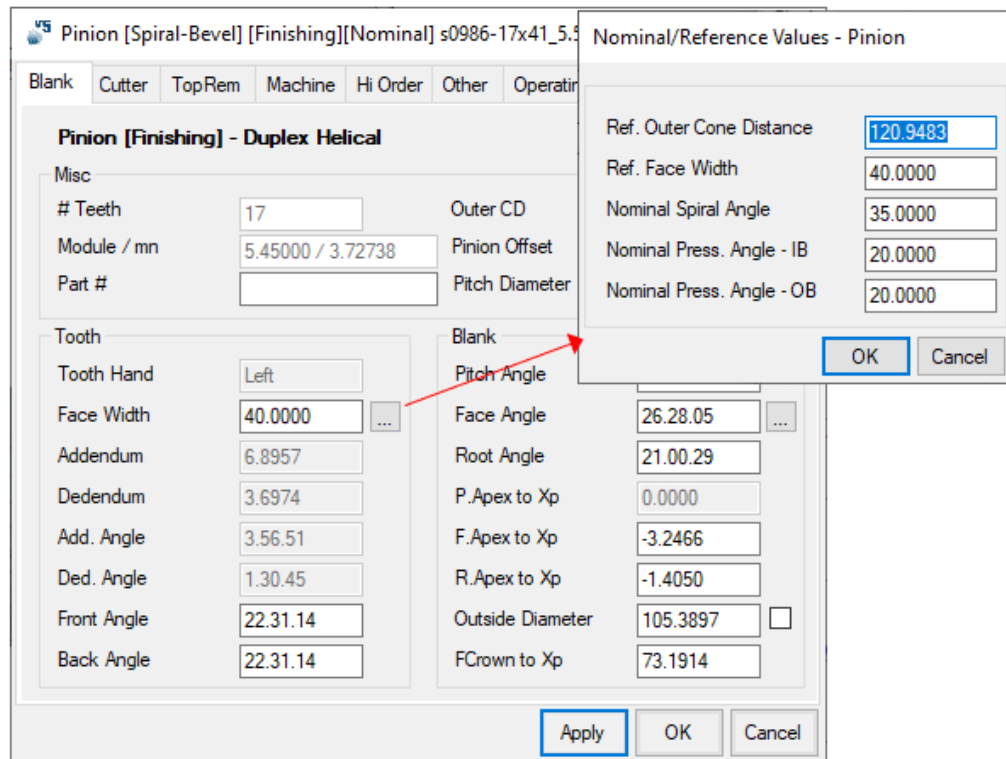 Pinion [Spiral-Bevel] [Finishing][Nominal] s0986-17x41_5.5
Blank Cutter TopRem Machine Hi Order Other
Pinion [Finishing] - Duplex Helical
Misc
# Teeth 17 Outer CD
Module / mn 5.45000 / 3.72738 Pinion Offset
Part # Pitch Diameter
Tooth
Tooth Hand Left
Face Width 40.0000 ...
Addendum 6.8957
Dedendum 3.6974
Add. Angle 3.56.51
Ded. Angle 1.30.45
Front Angle 22.31.14
Back Angle 22.31.14
Blank
Pitch Angle
Face Angle 26.28.05 ...
Root Angle 21.00.29
P.Apex to Xp 0.0000
F.Apex to Xp -3.2466
R.Apex to Xp -1.4050
Outside Diameter 105.3897
FCrown to Xp 73.1914
Apply OK Cancel
Nominal/Reference Values - Pinion
Ref. Outer Cone Distance 120.9483
Ref. Face Width 40.0000
Nominal Spiral Angle 35.0000
Nominal Press. Angle - IB 20.0000
Nominal Press. Angle - OB 20.0000
OK Cancel